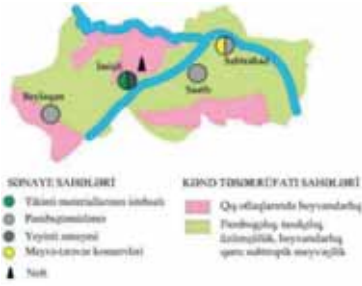 İmişli
Sabirabad
Saatlı
Beyləqan
SƏNAYE SAHƏLƏRİ
Tikinti materiallarının istehsalı
Pambıqtəmizləmə
Yeyinti sənayesi
Meyvə-tərəvəz konservləri
Neft
KƏND TƏSƏRRÜFATI SAHƏLƏRİ
Qış otlaqlarında heyvandarlıq
Pambıqçılıq, taxılçılıq,
üzümçülük, heyvandarlıq
quru subtropik meyvəçilik